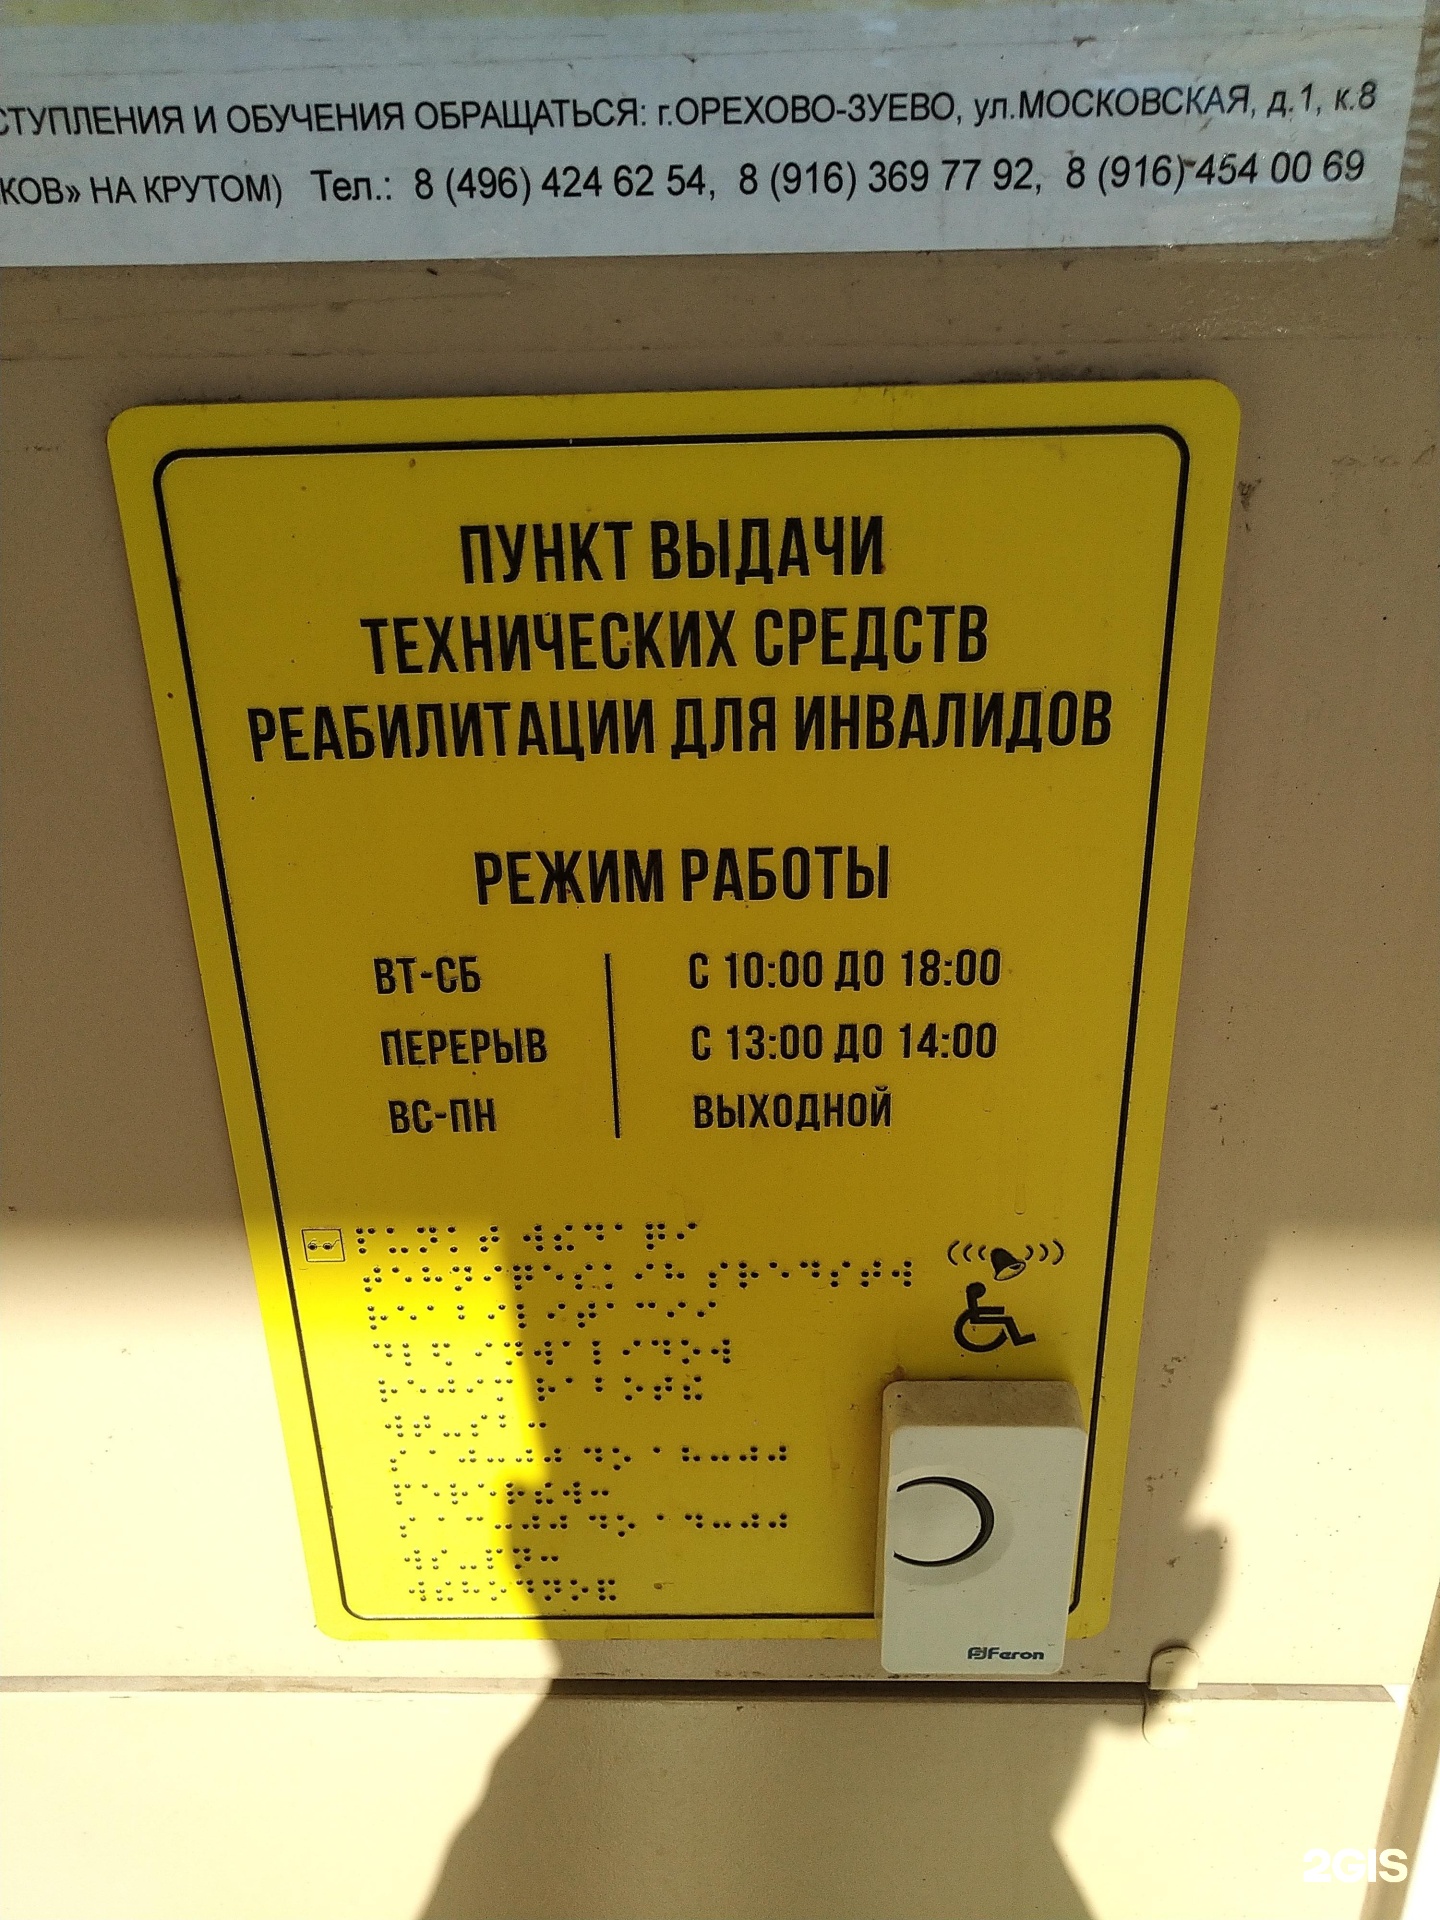 И ОБУЧЕНИЯ ОБРАЩАТЬСЯ: г.ОРЕХОВО-ЗУЕВО, ул.МОСКОВСКАЯ, д.1, к.8
КОВ» НА КРУТОМ) Тел.: 8 (496) 424 62 54, 8 (916) 369 77 92, 8 (916) 454 00 69
ПУНКТ ВЫДАЧИ
ТЕХНИЧЕСКИХ СРЕДСТВ
РЕАБИЛИТАЦИИ ДЛЯ ИНВАЛИДОВ
РЕЖИМ РАБОТЫ
ВТ-СБ С 10:00 ДО 18:00
ПЕРЕРЫВ С 13:00 ДО 14:00
ВС-ПН ВЫХОДНОЙ
Feron
2GIS